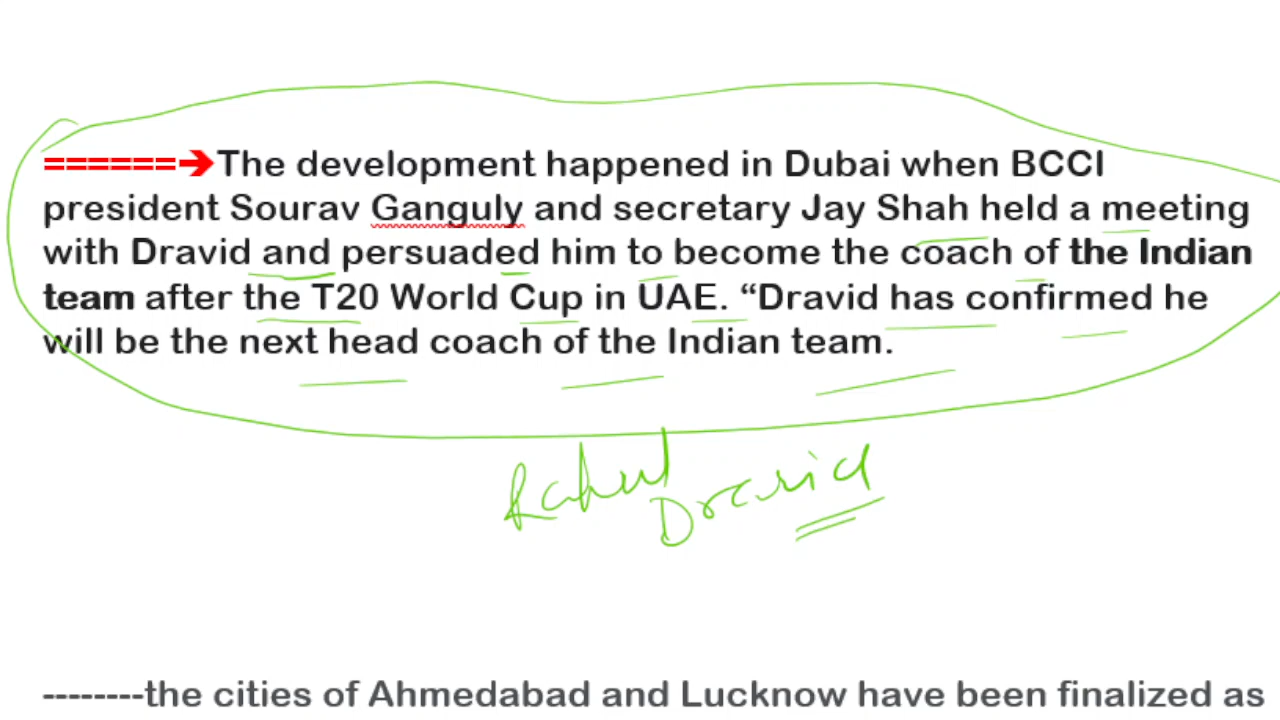 ======➔The development happened in Dubai when BCCI
president Sourav Ganguly and secretary Jay Shah held a meeting
with Dravid and persuaded him to become the coach of the Indian
team after the T20 World Cup in UAE. “Dravid has confirmed he
will be the next head coach of the Indian team.
Rahul
Dravid
--------the cities of Ahmedabad and Lucknow have been finalized as